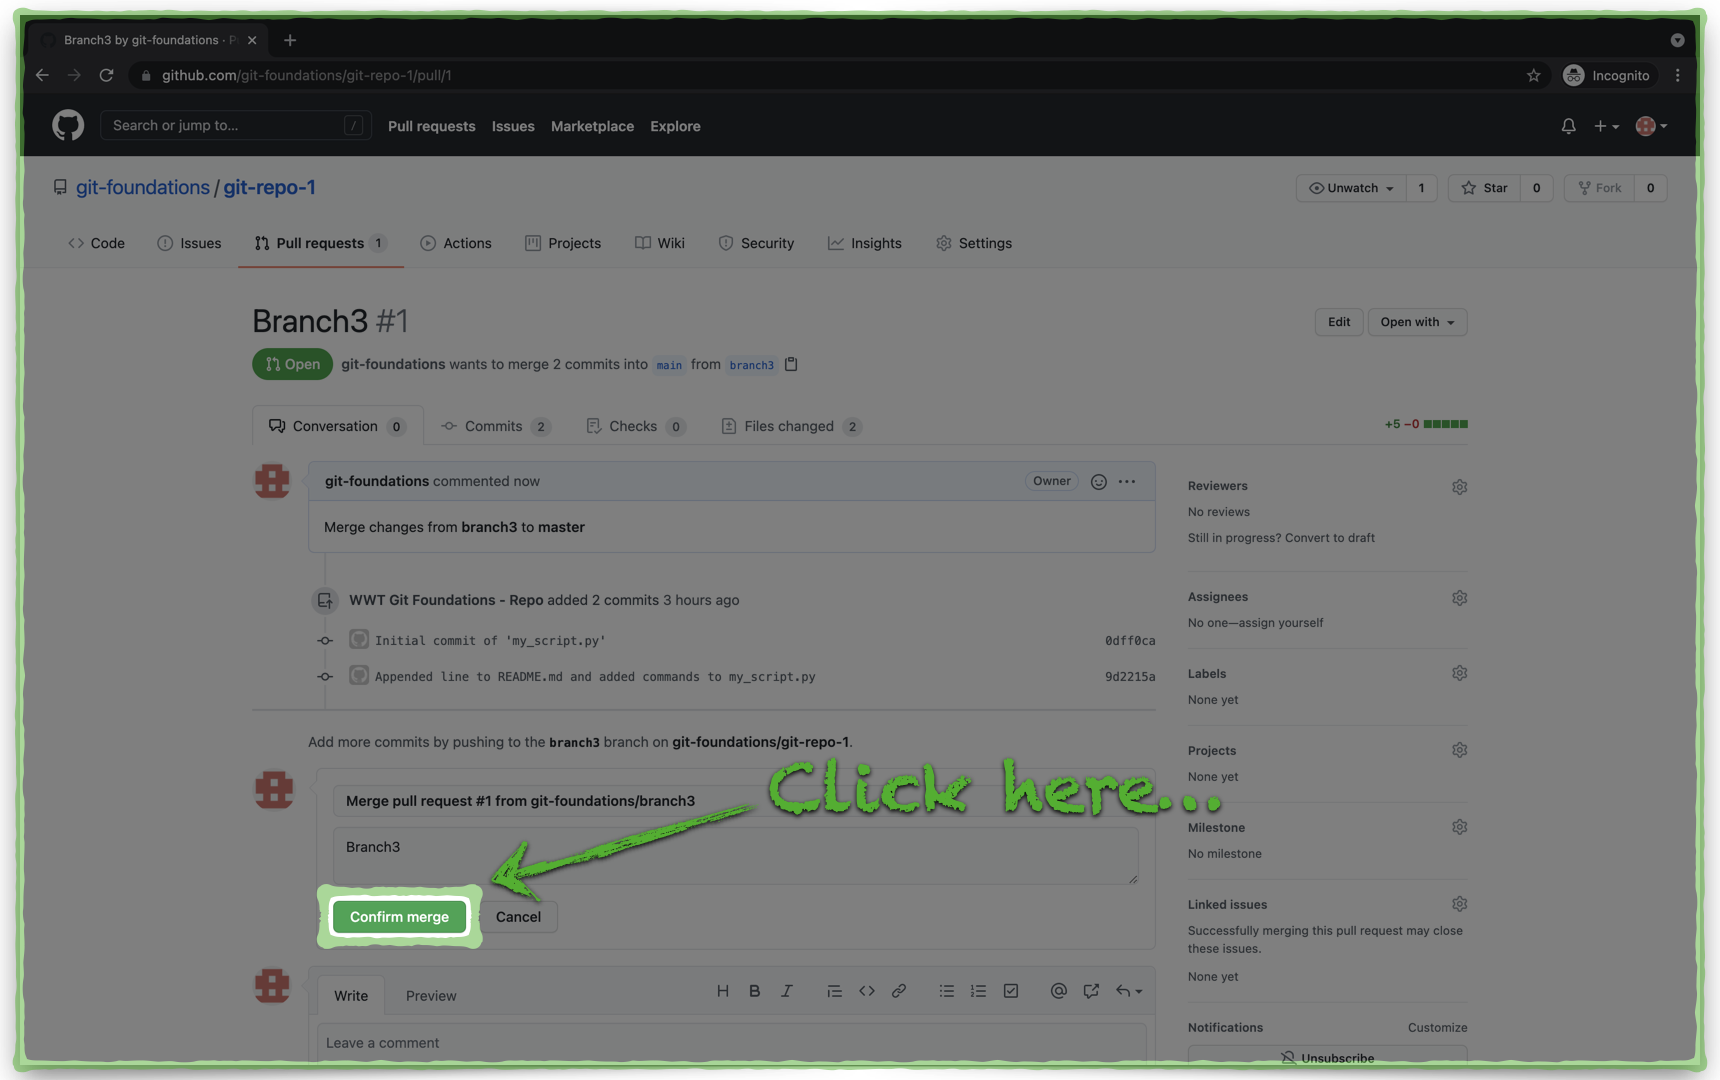 Branch3 by git-foundations · P
github.com/git-foundations/git-repo-1/pull/1
Incognito
Search or jump to... /
Pull requests Issues Marketplace Explore
git-foundations / git-repo-1
Unwatch 1 Star 0 Fork 0
Code Issues Pull requests 1 Actions Projects Wiki Security Insights Settings
Branch3 #1
Edit Open with
Open git-foundations wants to merge 2 commits into main from branch3
Conversation 0 Commits 2 Checks 0 Files changed 2
+5 −0
git-foundations commented now
Owner
Merge changes from branch3 to master
WWT Git Foundations - Repo added 2 commits 3 hours ago
Initial commit of 'my_script.py' 0dff0ca
Appended line to README.md and added commands to my_script.py 9d2215a
Add more commits by pushing to the branch3 branch on git-foundations/git-repo-1.
Click here...
Merge pull request #1 from git-foundations/branch3
Branch3
Confirm merge Cancel
Write Preview
H B I
Leave a comment
Reviewers
No reviews
Still in progress? Convert to draft
Assignees
No one—assign yourself
Labels
None yet
Projects
None yet
Milestone
No milestone
Linked issues
Successfully merging this pull request may close
these issues.
None yet
Notifications Customize
Unsubscribe